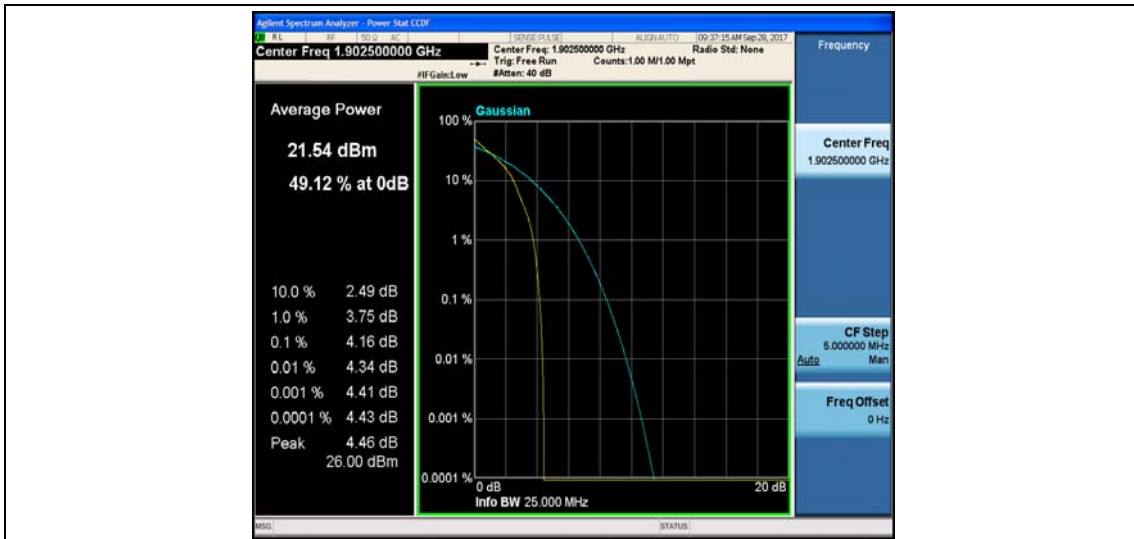 Agilent Spectrum Analyzer - Power Stat CCDF
RL RF 50 Ω AC SENSE:PULSE ALIGN AUTO 09:37:15 AM Sep 28, 2017
Center Freq 1.902500000 GHz
Center Freq: 1.902500000 GHz Radio Std: None
Trig: Free Run Counts:1.00 M/1.00 Mpt
#IFGain:Low #Atten: 40 dB
Frequency
Average Power
21.54 dBm
49.12 % at 0dB
10.0 % 2.49 dB
1.0 % 3.75 dB
0.1 % 4.16 dB
0.01 % 4.34 dB
0.001 % 4.41 dB
0.0001 % 4.43 dB
Peak 4.46 dB
26.00 dBm
Gaussian
100 %
10 %
1 %
0.1 %
0.01 %
0.001 %
0.0001 %
0 dB 20 dB
Info BW 25.000 MHz
Center Freq
1.902500000 GHz
CF Step
5.000000 MHz
Auto Man
Freq Offset
0 Hz
MSG STATUS